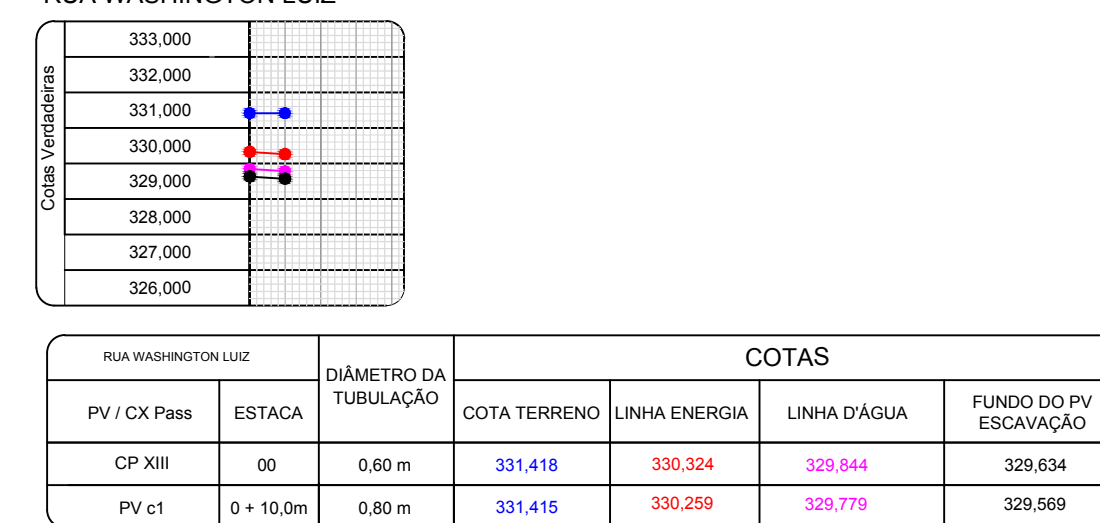 RUA WASHINGTON LUIZ
Cotas Verdadeiras
333,000
332,000
331,000
330,000
329,000
328,000
327,000
326,000
RUA WASHINGTON LUIZ
DIÂMETRO DA
TUBULAÇÃO
COTAS
PV / CX Pass
ESTACA
COTA TERRENO
LINHA ENERGIA
LINHA D'ÁGUA
FUNDO DO PV
ESCAVAÇÃO
CP XIII 00 0,60 m 331,418 330,324 329,844 329,634
PV c1 0 + 10,0m 0,80 m 331,415 330,259 329,779 329,569